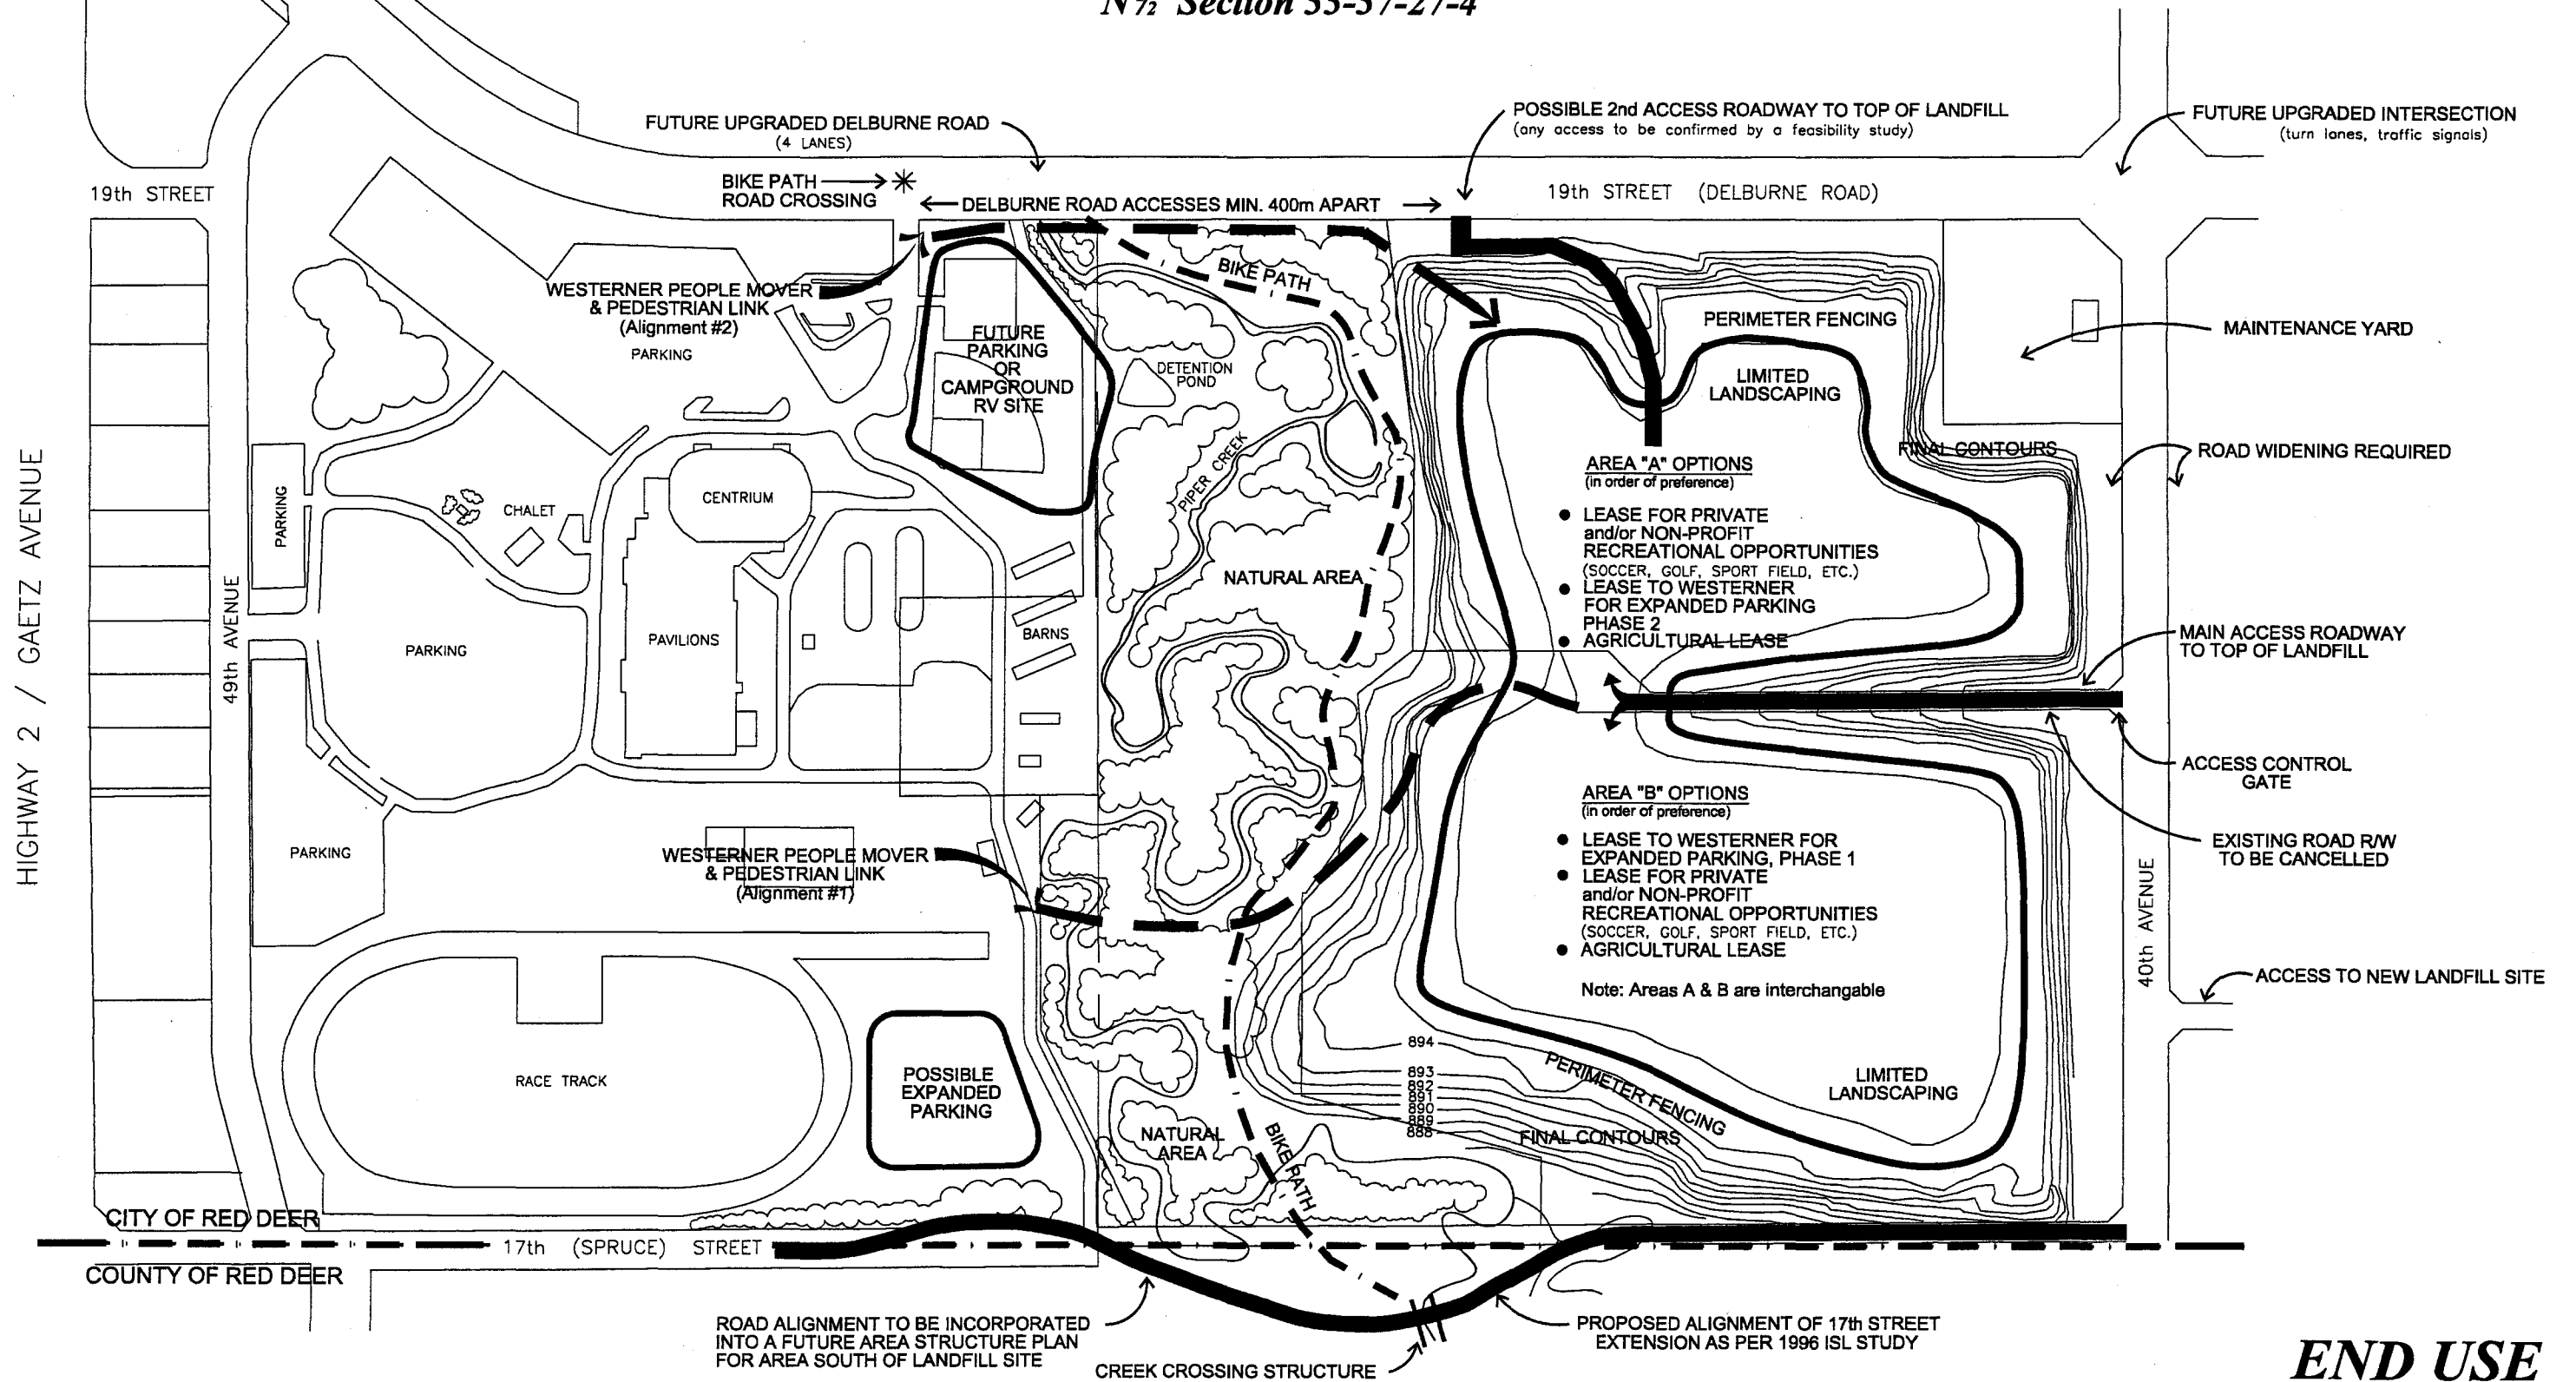 Section
FUTURE UPGRADED DELBURNE ROAD
(4 LANES)
POSSIBLE 2nd ACCESS ROADWAY TO TOP OF LANDFILL
(any access to be confirmed by a feasibility study)
FUTURE UPGRADED INTERSECTION
(turn lanes, traffic signals)
19th STREET
BIKE PATH
ROAD CROSSING
DELBURNE ROAD ACCESSES MIN. 400m APART
19th STREET (DELBURNE ROAD)
WESTERNER PEOPLE MOVER
& PEDESTRIAN LINK
(Alignment #2)
PARKING
BIKE PATH
FUTURE
PARKING
OR
CAMPGROUND
RV SITE
DETENTION
POND
PERIMETER FENCING
LIMITED
LANDSCAPING
MAINTENANCE YARD
FINAL CONTOURS
ROAD WIDENING REQUIRED
HIGHWAY 2 / GAETZ AVENUE
49th AVENUE
PARKING
CHALET
CENTRIUM
PIPER CREEK
NATURAL AREA
AREA "A" OPTIONS
(in order of preference)
● LEASE FOR PRIVATE
and/or NON-PROFIT
RECREATIONAL OPPORTUNITIES
(SOCCER, GOLF, SPORT FIELD, ETC.)
● LEASE TO WESTERNER
FOR EXPANDED PARKING
PHASE 2
● AGRICULTURAL LEASE
PARKING
PAVILIONS
BARNS
MAIN ACCESS ROADWAY
TO TOP OF LANDFILL
ACCESS CONTROL
GATE
EXISTING ROAD R/W
TO BE CANCELLED
PARKING
WESTERNER PEOPLE MOVER
& PEDESTRIAN LINK
(Alignment #1)
AREA "B" OPTIONS
(in order of preference)
● LEASE TO WESTERNER FOR
EXPANDED PARKING, PHASE 1
● LEASE FOR PRIVATE
and/or NON-PROFIT
RECREATIONAL OPPORTUNITIES
(SOCCER, GOLF, SPORT FIELD, ETC.)
● AGRICULTURAL LEASE
Note: Areas A & B are interchangable
40th AVENUE
ACCESS TO NEW LANDFILL SITE
RACE TRACK
POSSIBLE
EXPANDED
PARKING
894
893
892
891
890
889
888
PERIMETER FENCING
LIMITED
LANDSCAPING
NATURAL
AREA
BIKE PATH
FINAL CONTOURS
CITY OF RED DEER
17th (SPRUCE) STREET
COUNTY OF RED DEER
ROAD ALIGNMENT TO BE INCORPORATED
INTO A FUTURE AREA STRUCTURE PLAN
FOR AREA SOUTH OF LANDFILL SITE
CREEK CROSSING STRUCTURE
PROPOSED ALIGNMENT OF 17th STREET
EXTENSION AS PER 1996 ISL STUDY
END USE